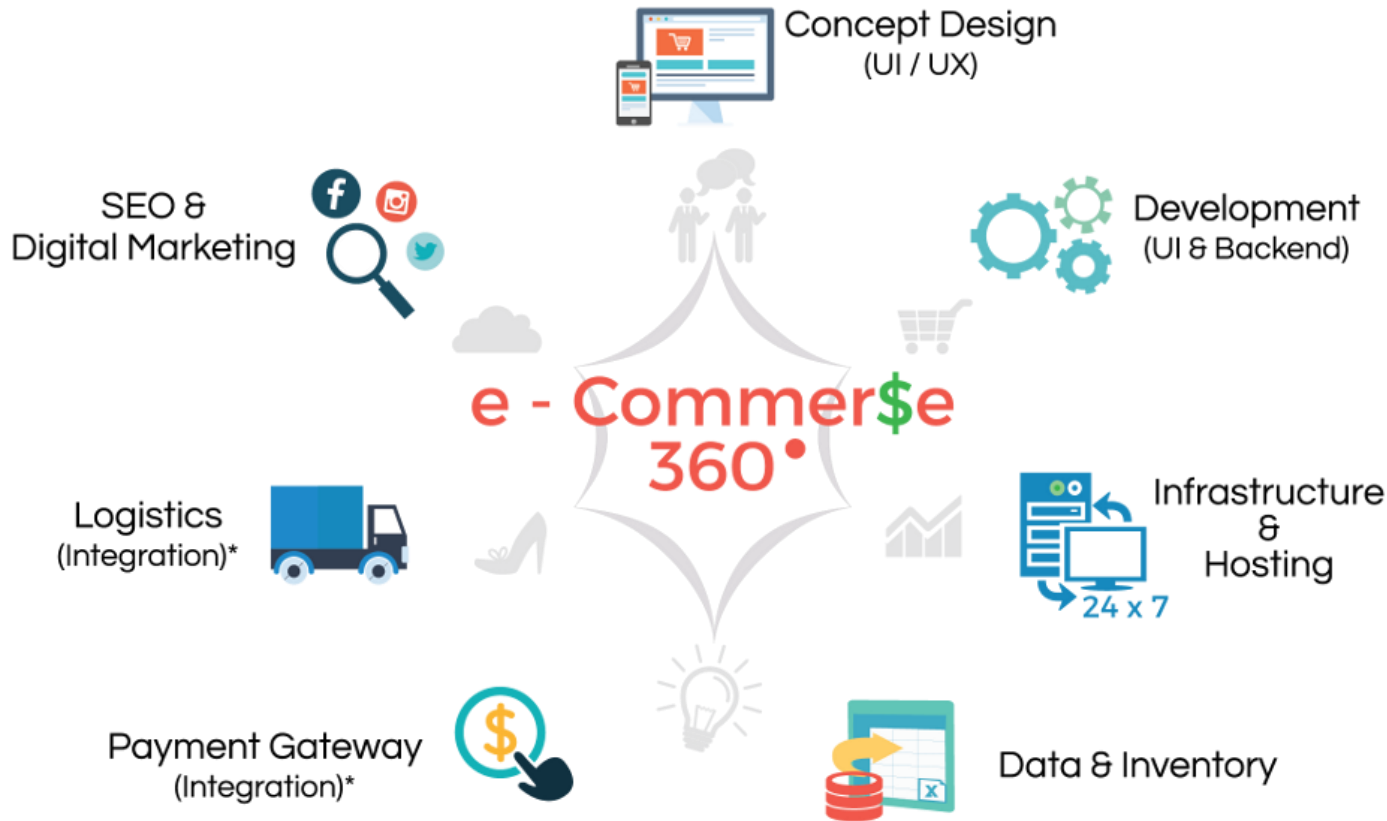 Concept Design
(UI / UX)
SEO &
Digital Marketing
Development
(UI & Backend)
e - Commer$e
360°
Logistics
(Integration)*
Infrastructure
&
Hosting
24 x 7
Payment Gateway
(Integration)*
Data & Inventory